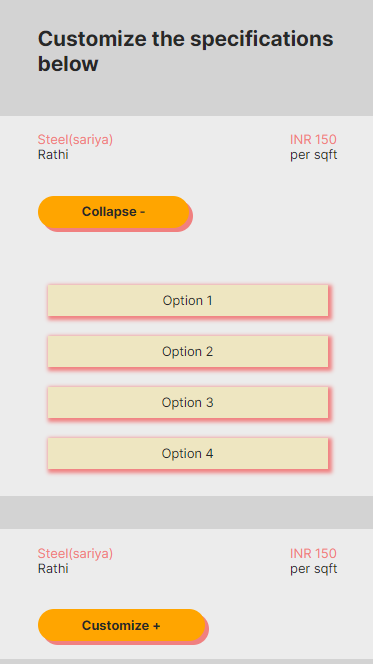 Customize the specifications
below
Steel(sariya) INR 150
Rathi per sqft
Collapse -
Option 1
Option 2
Option 3
Option 4
Steel(sariya) INR 150
Rathi per sqft
Customize +